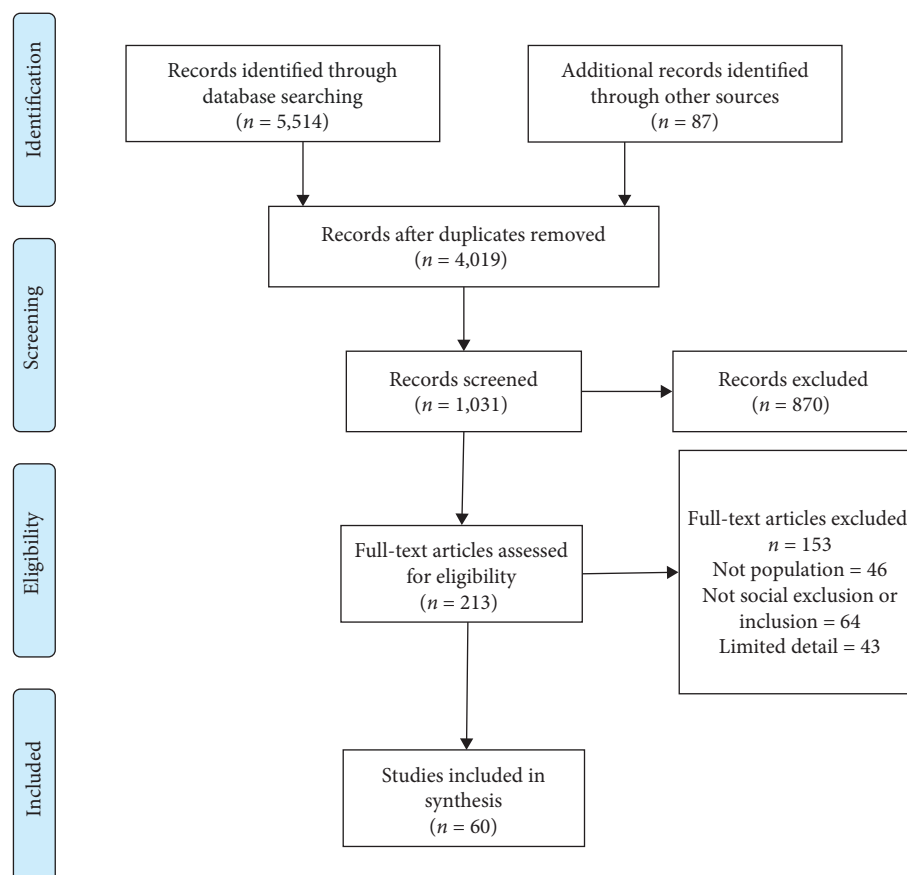 Identification
Records identified through
database searching
(n = 5,514)
Additional records identified
through other sources
(n = 87)
Records after duplicates removed
(n = 4,019)
Screening
Records screened
(n = 1,031)
Records excluded
(n = 870)
Eligibility
Full-text articles assessed
for eligibility
(n = 213)
Full-text articles excluded
n = 153
Not population = 46
Not social exclusion or
inclusion = 64
Limited detail = 43
Included
Studies included in
synthesis
(n = 60)